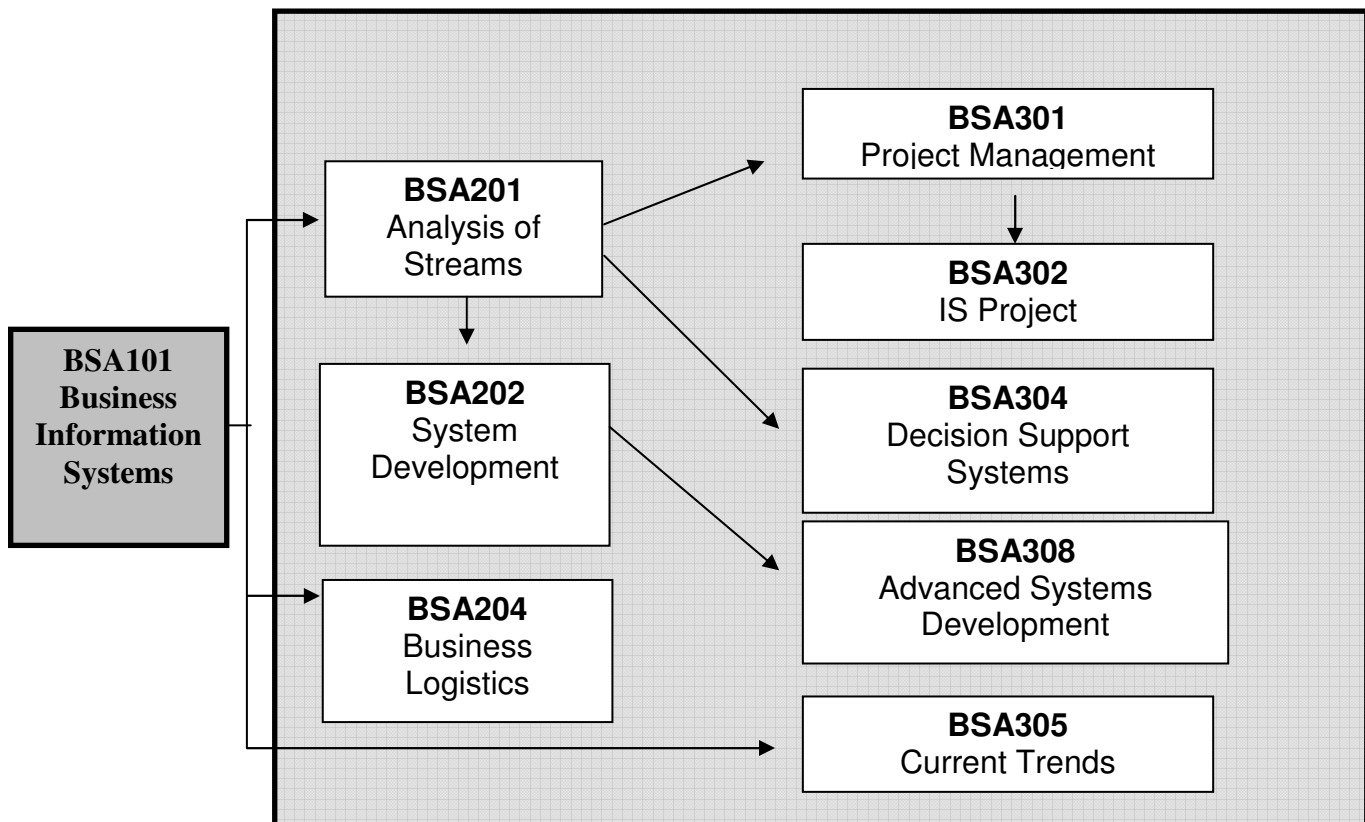 BSA101
Business
Information
Systems
BSA201
Analysis of
Streams
BSA202
System
Development
BSA204
Business
Logistics
BSA301
Project Management
BSA302
IS Project
BSA304
Decision Support
Systems
BSA308
Advanced Systems
Development
BSA305
Current Trends